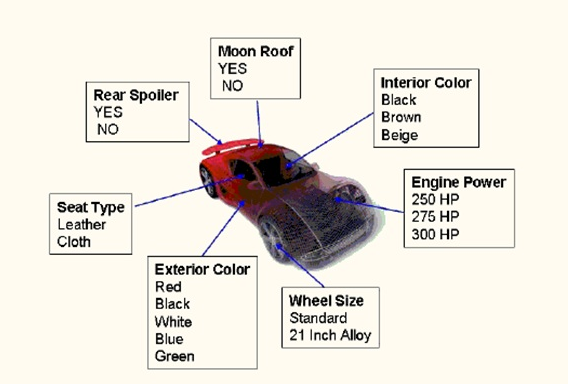 Moon Roof
YES
NO
Rear Spoiler
YES
NO
Interior Color
Black
Brown
Beige
Engine Power
250 HP
275 HP
300 HP
Seat Type
Leather
Cloth
Exterior Color
Red
Black
White
Blue
Green
Wheel Size
Standard
21 Inch Alloy